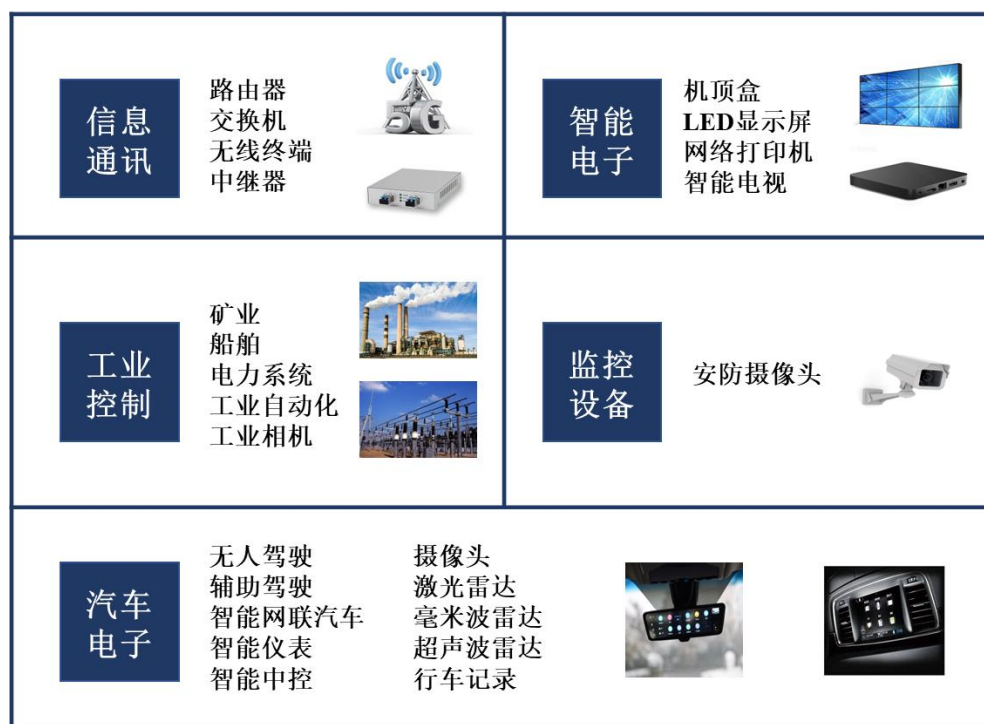 信息
通讯
路由器
交换机
无线终端
中继器
5G
智能
电子
机顶盒
LED显示屏
网络打印机
智能电视
工业
控制
矿业
船舶
电力系统
工业自动化
工业相机
监控
设备
安防摄像头
汽车
电子
无人驾驶
辅助驾驶
智能网联汽车
智能仪表
智能中控
摄像头
激光雷达
毫米波雷达
超声波雷达
行车记录